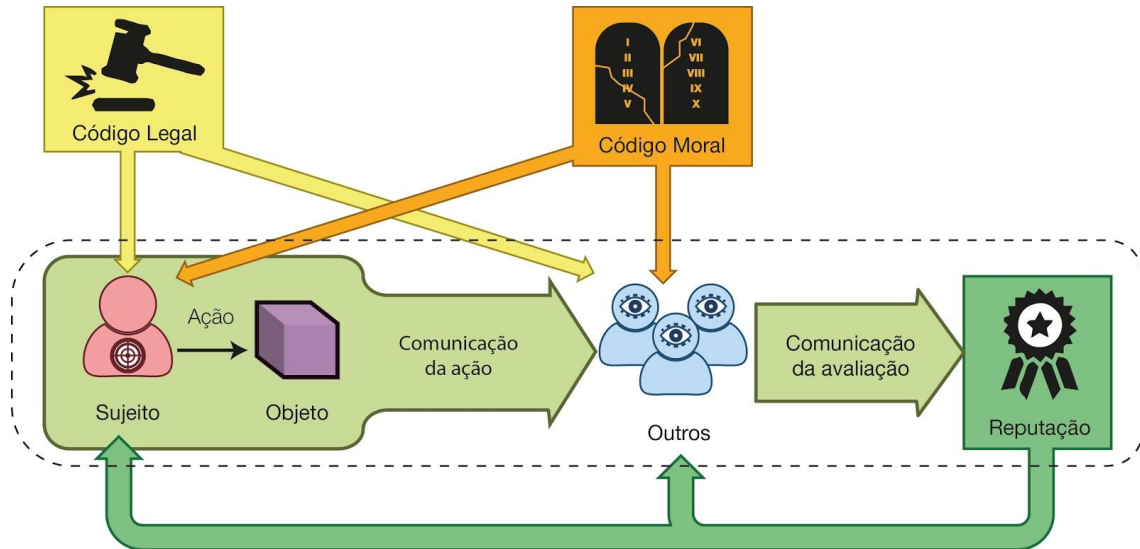 I
II
III
IV
V
VI
VII
VIII
IX
X
Código Legal
Código Moral
Ação
Sujeito
Objeto
Comunicação
da ação
Outros
Comunicação
da avaliação
Reputação